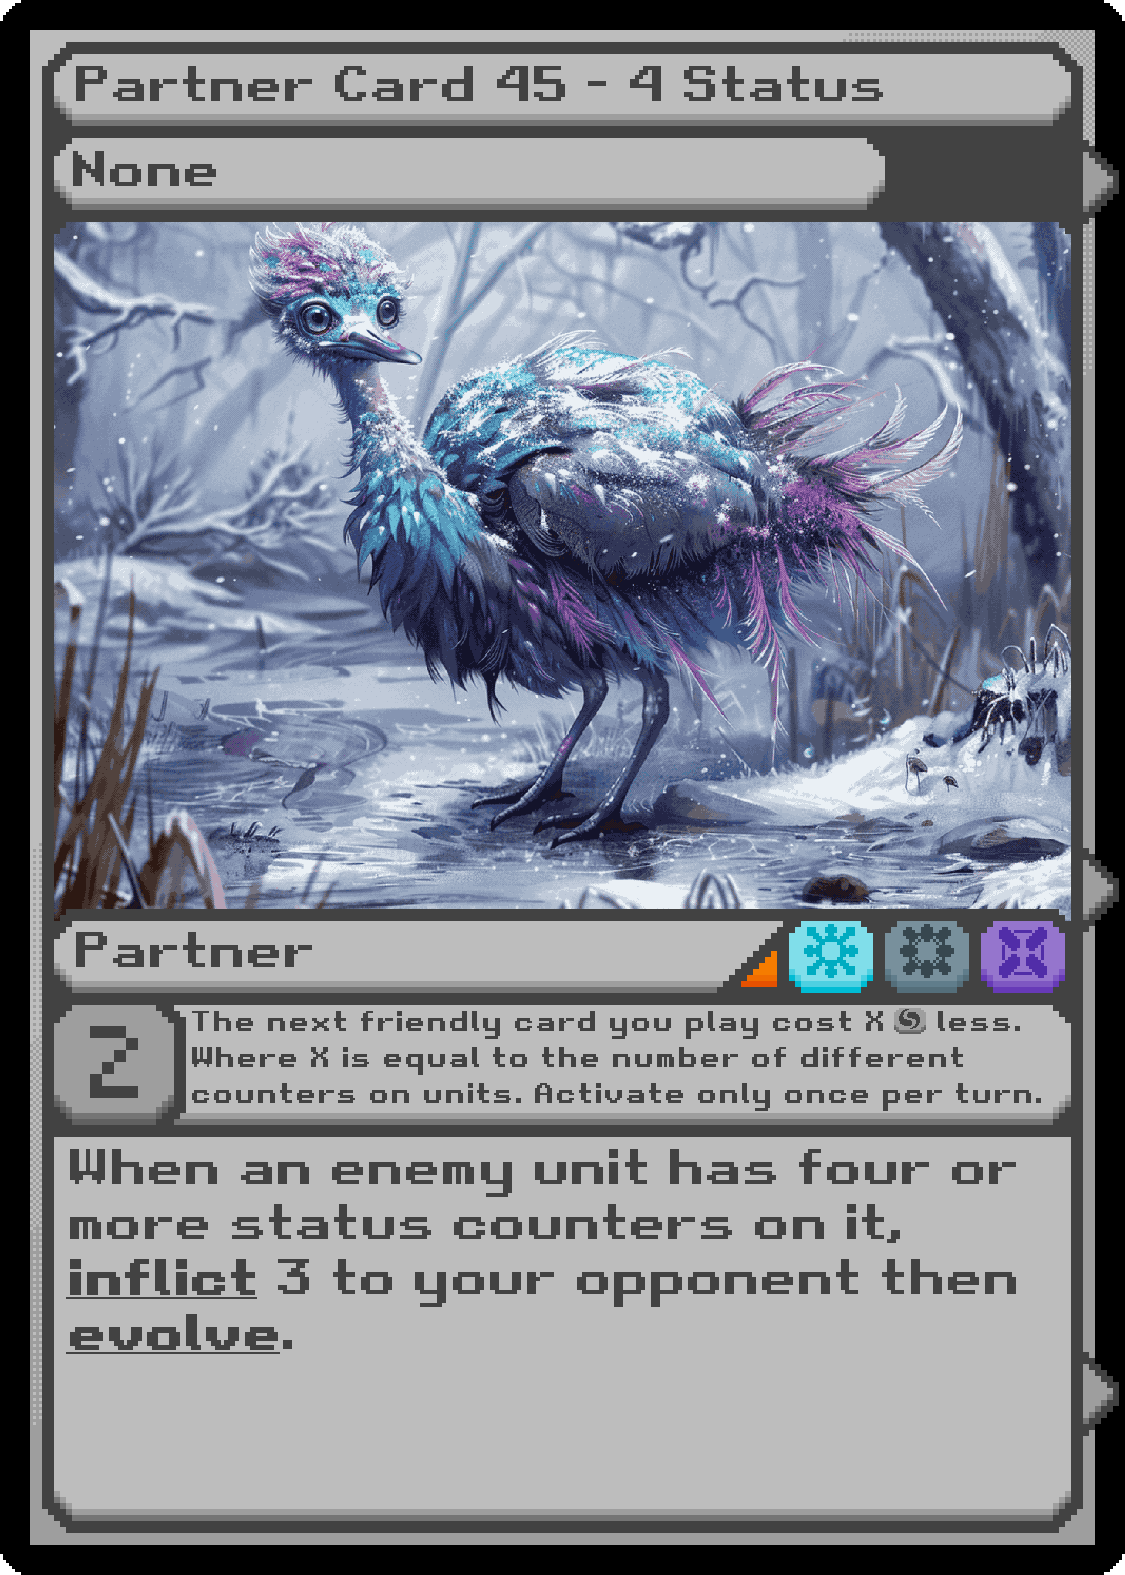 Partner Card 45 - 4 Status
None
Partner
2
The next friendly card you play cost X less.
Where X is equal to the number of different
counters on units. Activate only once per turn.
When an enemy unit has four or
more status counters on it,
inflict 3 to your opponent then
evolve.